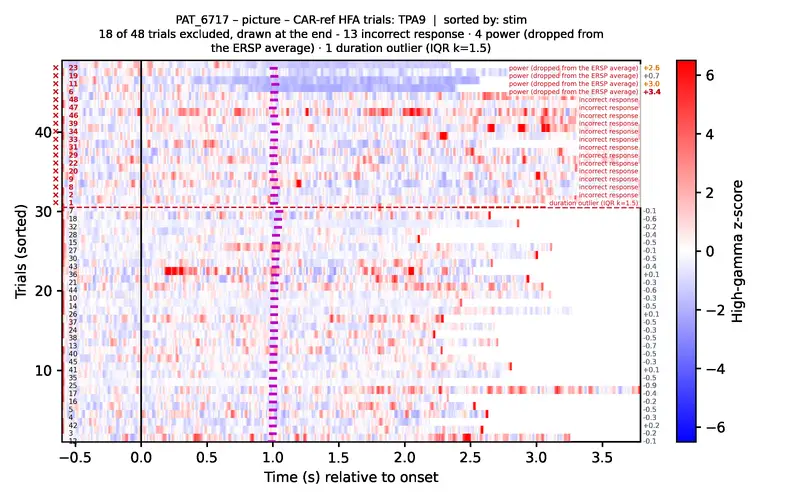 PAT_6717 – picture – CAR-ref HFA trials: TPA9 | sorted by: stim
18 of 48 trials excluded, drawn at the end - 13 incorrect response · 4 power (dropped from
the ERSP average) · 1 duration outlier (IQR k=1.5)
× 23 power (dropped from the ERSP average) +2.6
× 19 power (dropped from the ERSP average) +0.7
× 11 power (dropped from the ERSP average) +3.0
× 6 power (dropped from the ERSP average) +3.4
× 48 incorrect response
× 47 incorrect response
× 46 incorrect response
× 39 incorrect response
× 34 incorrect response
× 33 incorrect response
× 31 incorrect response
× 29 incorrect response
× 22 incorrect response
× 20 incorrect response
× 9 incorrect response
× 8 incorrect response
× 2 incorrect response
× 1 duration outlier (IQR k=1.5)
7 -0.1
18 -0.6
32 -0.2
28 -0.4
15 -0.5
27 -0.1
30 -0.5
43 -0.4
36 +0.1
21 -0.3
44 -0.6
10 -0.3
14 -0.5
26 +0.1
37 -0.5
24 -0.3
38 -0.5
13 -0.7
40 -0.5
45 -0.4
41 -0.1
35 -0.5
-0.9
17 -0.4
16 -0.2
5 -0.5
4 -0.3
42 +0.2
3 -0.2
12 -0.1
40
30
20
10
Trials (sorted)
−0.5 0.0 0.5 1.0 1.5 2.0 2.5 3.0 3.5
Time (s) relative to onset
6
4
2
0
−2
−4
−6
High-gamma z-score